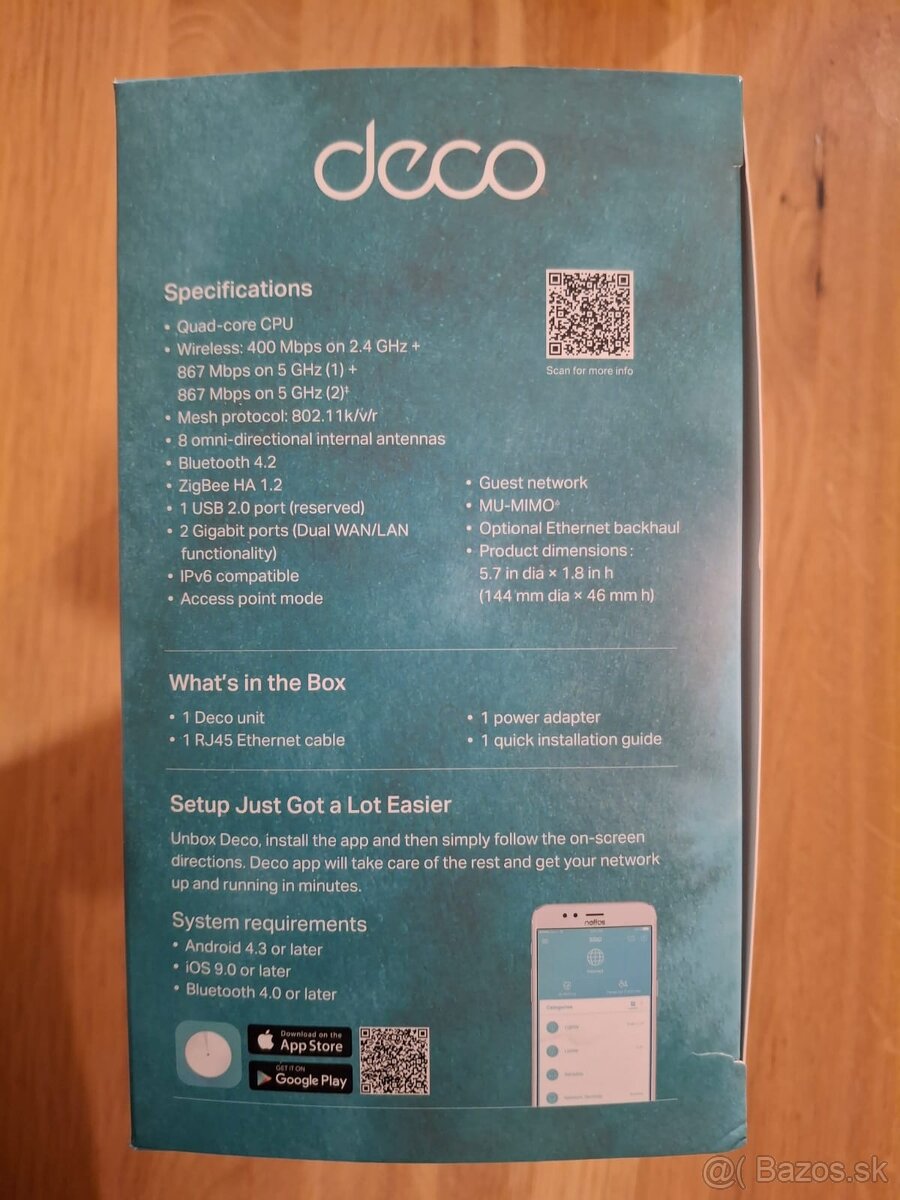 deco
Specifications
• Quad-core CPU
• Wireless: 400 Mbps on 2.4 GHz +
867 Mbps on 5 GHz (1) +
867 Mbps on 5 GHz (2)‡
• Mesh protocol: 802.11k/v/r
• 8 omni-directional internal antennas
• Bluetooth 4.2
• ZigBee HA 1.2
• 1 USB 2.0 port (reserved)
• 2 Gigabit ports (Dual WAN/LAN
functionality)
• IPv6 compatible
• Access point mode
Scan for more info
• Guest network
• MU-MIMO
• Optional Ethernet backhaul
• Product dimensions :
5.7 in dia × 1.8 in h
(144 mm dia × 46 mm h)
What's in the Box
• 1 Deco unit
• 1 RJ45 Ethernet cable
• 1 power adapter
• 1 quick installation guide
Setup Just Got a Lot Easier
Unbox Deco, install the app and then simply follow the on-screen
directions. Deco app will take care of the rest and get your network
up and running in minutes.
System requirements
• Android 4.3 or later
• iOS 9.0 or later
• Bluetooth 4.0 or later
Download on the
App Store
GET IT ON
Google Play
neffos
@( Bazos.sk